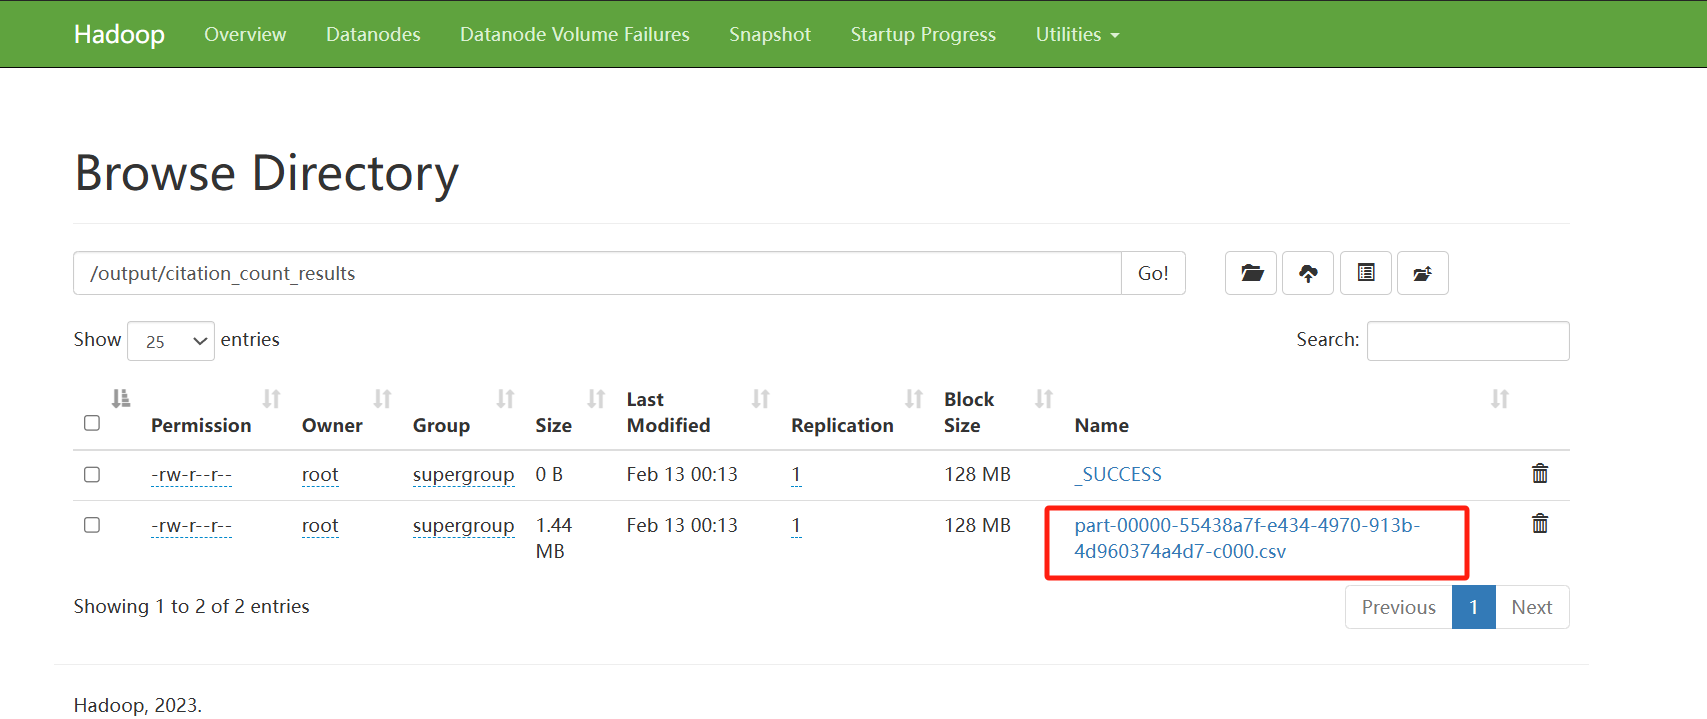 Hadoop Overview Datanodes Datanode Volume Failures Snapshot Startup Progress Utilities
Browse Directory
/output/citation_count_results Go!
Show 25 entries Search:
Permission Owner Group Size Last Modified Replication Block Size Name
-rw-r--r-- root supergroup 0 B Feb 13 00:13 1 128 MB _SUCCESS
-rw-r--r-- root supergroup 1.44 MB Feb 13 00:13 1 128 MB part-00000-55438a7f-e434-4970-913b-
4d960374a4d7-c000.csv
Showing 1 to 2 of 2 entries Previous 1 Next
Hadoop, 2023.